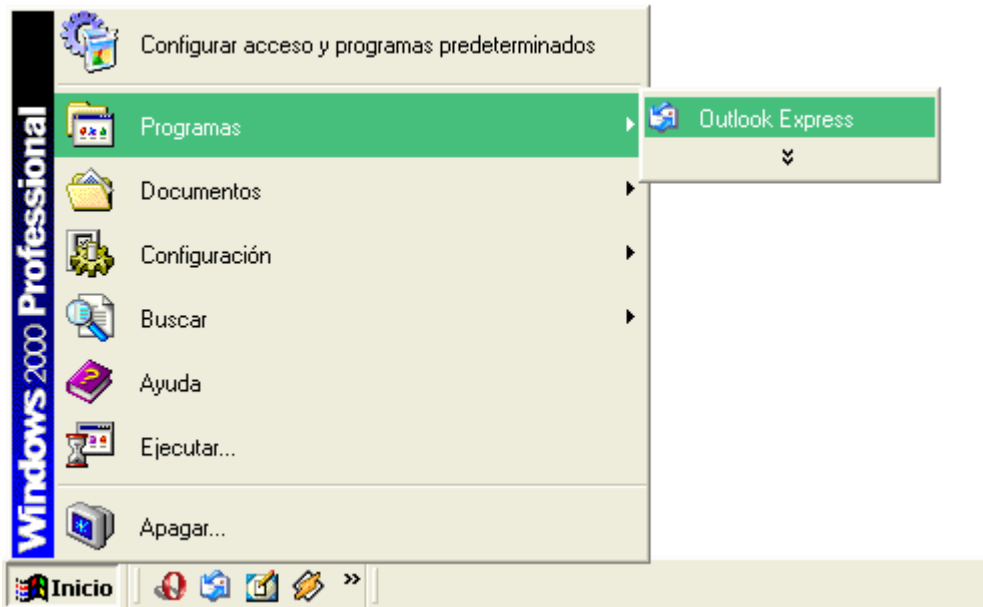 Configurar acceso y programas predeterminados
Programas
Outlook Express
Documentos
Configuración
Buscar
Ayuda
Ejecutar...
Apagar...
Windows 2000 Professional
Inicio